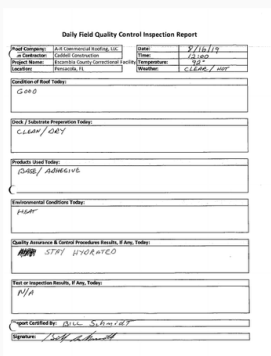 Daily Field Quality Control Inspection Report
Roof Company: A-R Commercial Roofing, LLC Date: 8/16/19
Contractor: Caddell Construction Time: 12:00
Project Name: Escambia County Correctional Facility Temperature: 92°
Location: Pensacola, FL Weather: CLEAR / HOT
Condition of Roof Today:
GOOD
Deck / Substrate Preparation Today:
CLEAN / DRY
Products Used Today:
BASE / ADHESIVE
Environmental Conditions Today:
HEAT
Quality Assurance & Control Procedures Results, If Any, Today:
STAY HYDRATED
Test or Inspection Results, If Any, Today:
N/A
Report Certified By: BILL Schmidt
Signature: